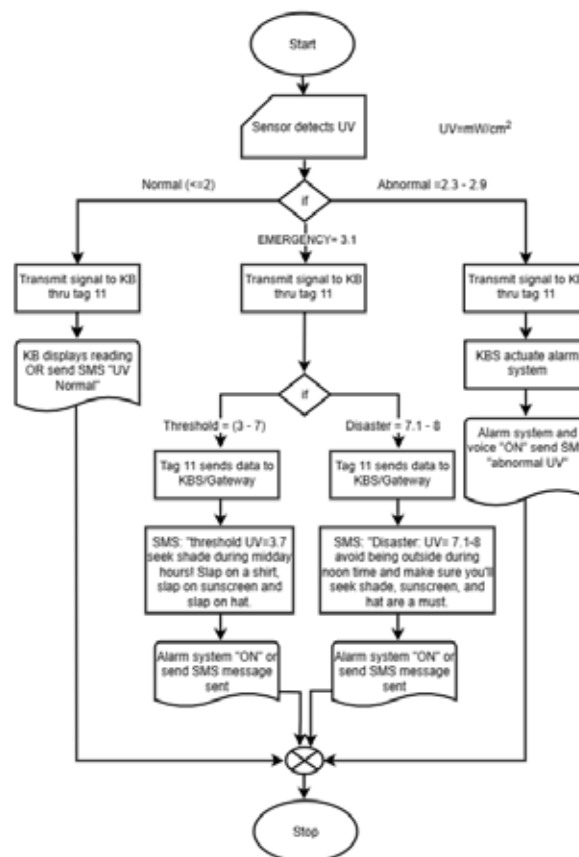 Start
Sensor detects UV
UV=mW/cm²
Normal (<=2)
if
Abnormal =2.3 - 2.9
EMERGENCY= 3.1
Transmit signal to KB
thru tag 11
Transmit signal to KB
thru tag 11
Transmit signal to KB
thru tag 11
KB displays reading
OR send SMS "UV
Normal"
KBS actuate alarm
system
if
Threshold = (3 - 7)
Disaster = 7.1 - 8
Alarm system and
voice "ON" send SMS
"abnormal UV"
Tag 11 sends data to
KBS/Gateway
Tag 11 sends data to
KBS/Gateway
SMS: "threshold UV=3.7
seek shade during midday
hours! Slap on a shirt,
slap on sunscreen and
slap on hat.
SMS: "Disaster: UV= 7.1-8
avoid being outside during
noon time and make sure you'll
seek shade, sunscreen, and
hat are a must.
Alarm system "ON" or
send SMS message
sent
Alarm system "ON" or
send SMS message
sent
Stop